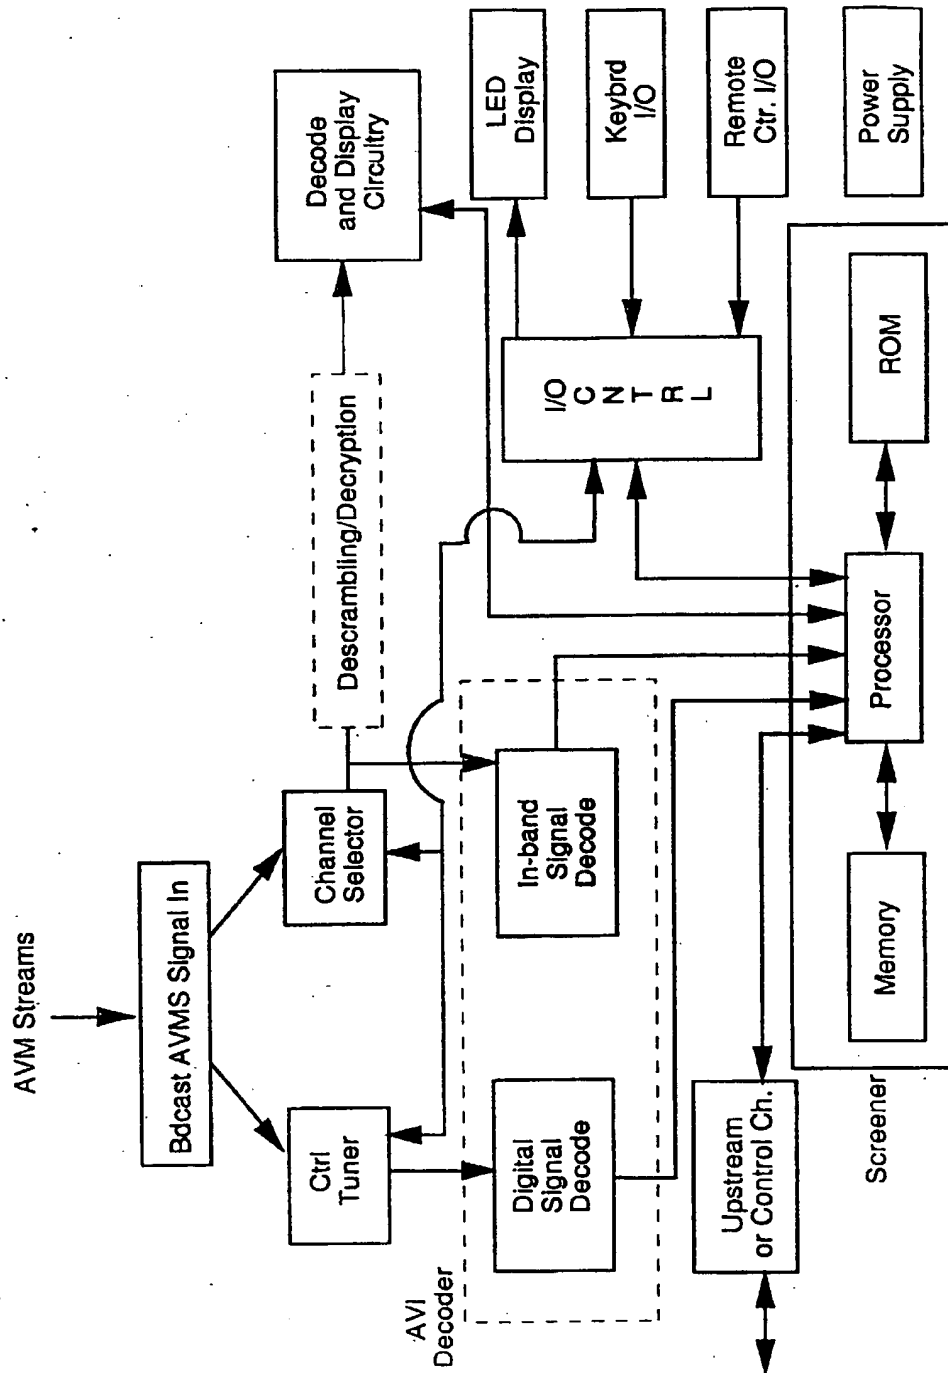 AVM Streams
Bdcast AVMS Signal In
Ctrl
Tuner
Channel
Selector
Descrambling/Decryption
Decode
and Display
Circuitry
AVI
Decoder
Digital
Signal
Decode
In-band
Signal
Decode
I/O
C
N
T
R
L
LED
Display
Keybrd
I/O
Remote
Ctr. I/O
Power
Supply
Upstream
or Control Ch.
Screener
Memory
Processor
ROM